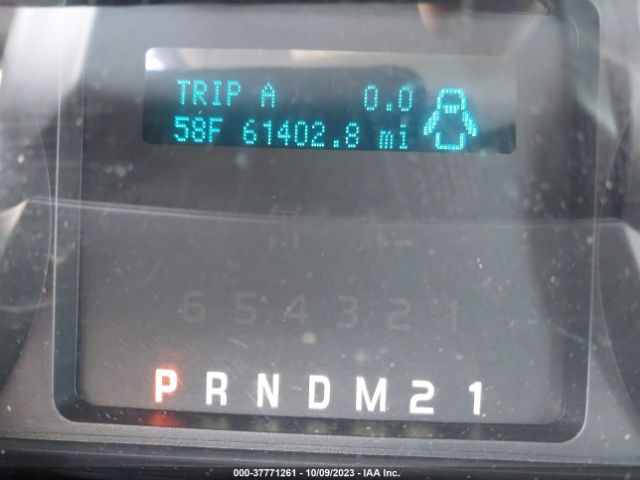 TRIP A 0.0
58F 61402.8 mi
6 5 4 3 2 1
P R N D M 2 1
000-37771261 - 10/09/2023 - IAA Inc.